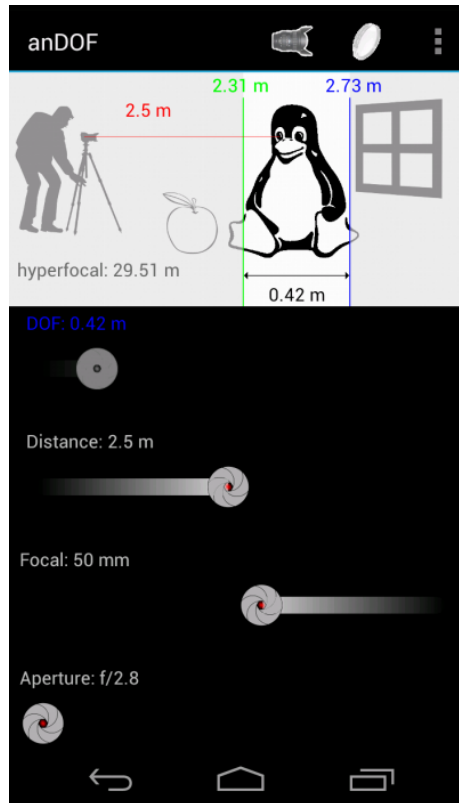 anDOF
2.31 m 2.73 m
2.5 m
hyperfocal: 29.51 m
0.42 m
DOF: 0.42 m
Distance: 2.5 m
Focal: 50 mm
Aperture: f/2.8